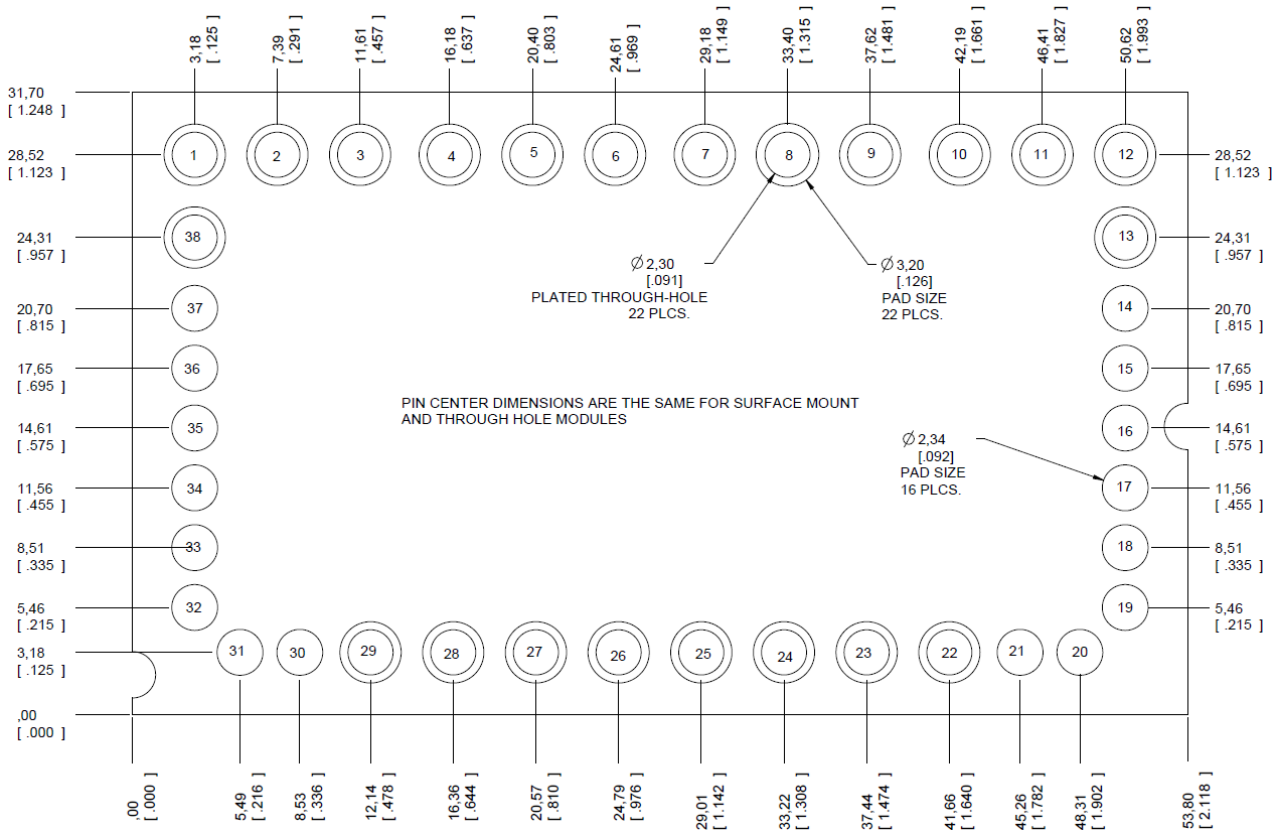 3,18
[ .125 ]
7,39
[ .291 ]
11,61
[ .457 ]
16,18
[ .637 ]
20,40
[ .803 ]
24,61
[ .969 ]
29,18
[ 1.149 ]
33,40
[ 1.315 ]
37,62
[ 1.481 ]
42,19
[ 1.661 ]
46,41
[ 1.827 ]
50,62
[ 1.993 ]
31,70
[ 1.248 ]
28,52
[ 1.123 ]
1
2
3
4
5
6
7
8
9
10
11
12
28,52
[ 1.123 ]
24,31
[ .957 ]
38
13
24,31
[ .957 ]
Ø 2,30
[.091]
PLATED THROUGH-HOLE
22 PLCS.
Ø 3,20
[.126]
PAD SIZE
22 PLCS.
20,70
[ .815 ]
37
14
20,70
[ .815 ]
17,65
[ .695 ]
36
15
17,65
[ .695 ]
PIN CENTER DIMENSIONS ARE THE SAME FOR SURFACE MOUNT
AND THROUGH HOLE MODULES
14,61
[ .575 ]
35
16
14,61
[ .575 ]
Ø 2,34
[.092]
PAD SIZE
16 PLCS.
11,56
[ .455 ]
34
17
11,56
[ .455 ]
8,51
[ .335 ]
33
18
8,51
[ .335 ]
5,46
[ .215 ]
32
19
5,46
[ .215 ]
3,18
[ .125 ]
31
30
29
28
27
26
25
24
23
22
21
20
,00
[ .000 ]
,00
[ .000 ]
5,49
[ .216 ]
8,53
[ .336 ]
12,14
[ .478 ]
16,36
[ .644 ]
20,57
[ .810 ]
24,79
[ .976 ]
29,01
[ 1.142 ]
33,22
[ 1.308 ]
37,44
[ 1.474 ]
41,66
[ 1.640 ]
45,26
[ 1.782 ]
48,31
[ 1.902 ]
53,80
[ 2.118 ]